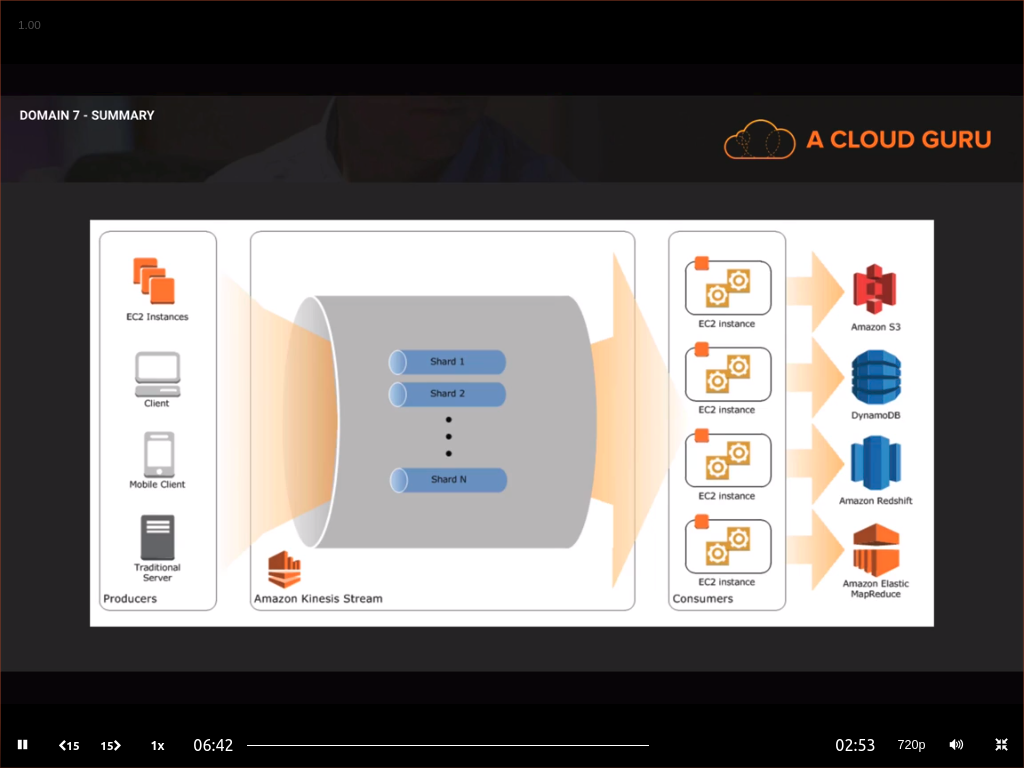 1.00
DOMAIN 7 - SUMMARY
A CLOUD GURU
EC2 Instances
Client
Mobile Client
Traditional
Server
Producers
Shard 1
Shard 2
Shard N
Amazon Kinesis Stream
EC2 instance
EC2 instance
EC2 instance
EC2 instance
Consumers
Amazon S3
DynamoDB
Amazon Redshift
Amazon Elastic
MapReduce
15 15 1x 06:42 02:53 720p